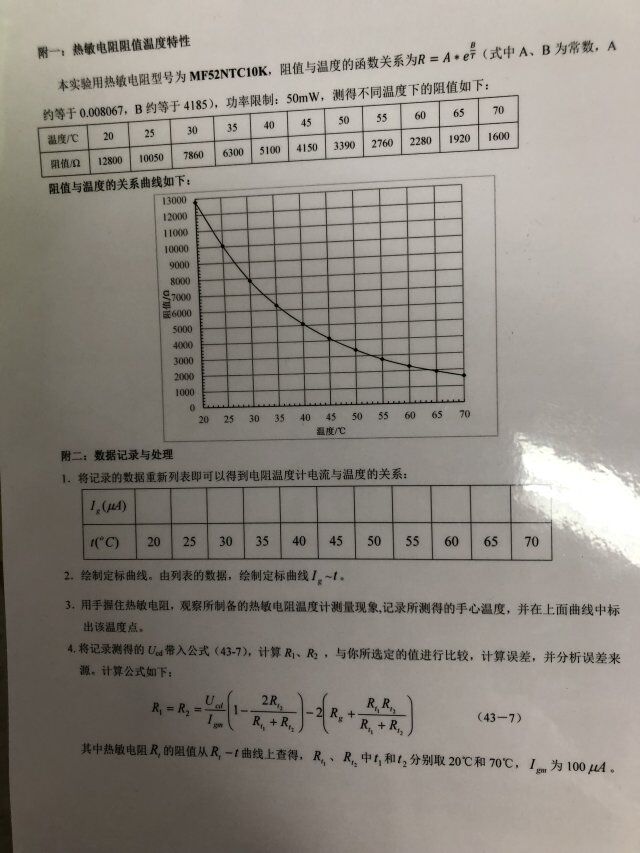 附一：热敏电阻阻值温度特性
本实验用热敏电阻型号为 MF52NTC10K，阻值与温度的函数关系为R = A * e^{B/T}（式中 A、B 为常数，A
约等于 0.008067，B 约等于 4185），功率限制：50mW，测得不同温度下的阻值如下：
温度/℃ 20 25 30 35 40 45 50 55 60 65 70
阻值/Ω 12800 10050 7860 6300 5100 4150 3390 2760 2280 1920 1600
阻值与温度的关系曲线如下：
13000
12000
11000
10000
9000
8000
7000
6000
5000
4000
3000
2000
1000
0
阻值/Ω
20 25 30 35 40 45 50 55 60 65 70
温度/℃
附二：数据记录与处理
1. 将记录的数据重新列表即可以得到电阻温度计电流与温度的关系：
I_g(μA)
t(°C) 20 25 30 35 40 45 50 55 60 65 70
2. 绘制定标曲线。由列表的数据，绘制定标曲线 I_g ~ t 。
3. 用手握住热敏电阻，观察所制备的热敏电阻温度计测量现象,记录所测得的手心温度，并在上面曲线中标
出该温度点。
4. 将记录测得的 U_cd 带入公式（43-7），计算 R_1、R_2 ，与你所选定的值进行比较，计算误差，并分析误差来
源。计算公式如下：
R_1 = R_2 = \frac{U_{cd}}{I_{gm}}\left(1-\frac{2R_{t_2}}{R_{t_1}+R_{t_2}}\right)-2\left(R_g+\frac{R_{t_1}R_{t_2}}{R_{t_1}+R_{t_2}}\right) （43－7）
其中热敏电阻 R_t 的阻值从 R_t - t 曲线上查得， R_{t_1} 、 R_{t_2} 中 t_1 和 t_2 分别取 20℃和 70℃， I_{gm} 为 100 μA 。